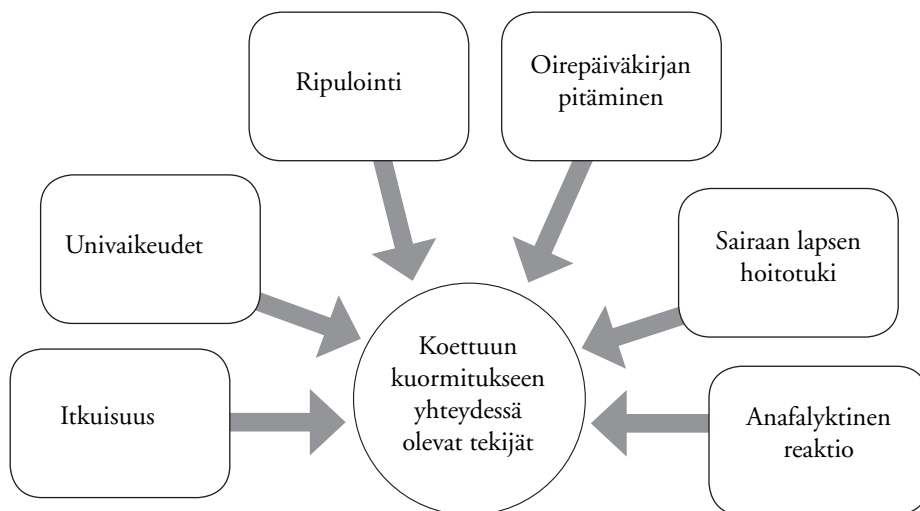 Ripulointi
Oirepäiväkirjan
pitäminen
Univaikeudet
Sairaan lapsen
hoitotuki
Itkuisuus
Koettuun
kuormitukseen
yhteydessä
olevat tekijät
Anafalyktinen
reaktio